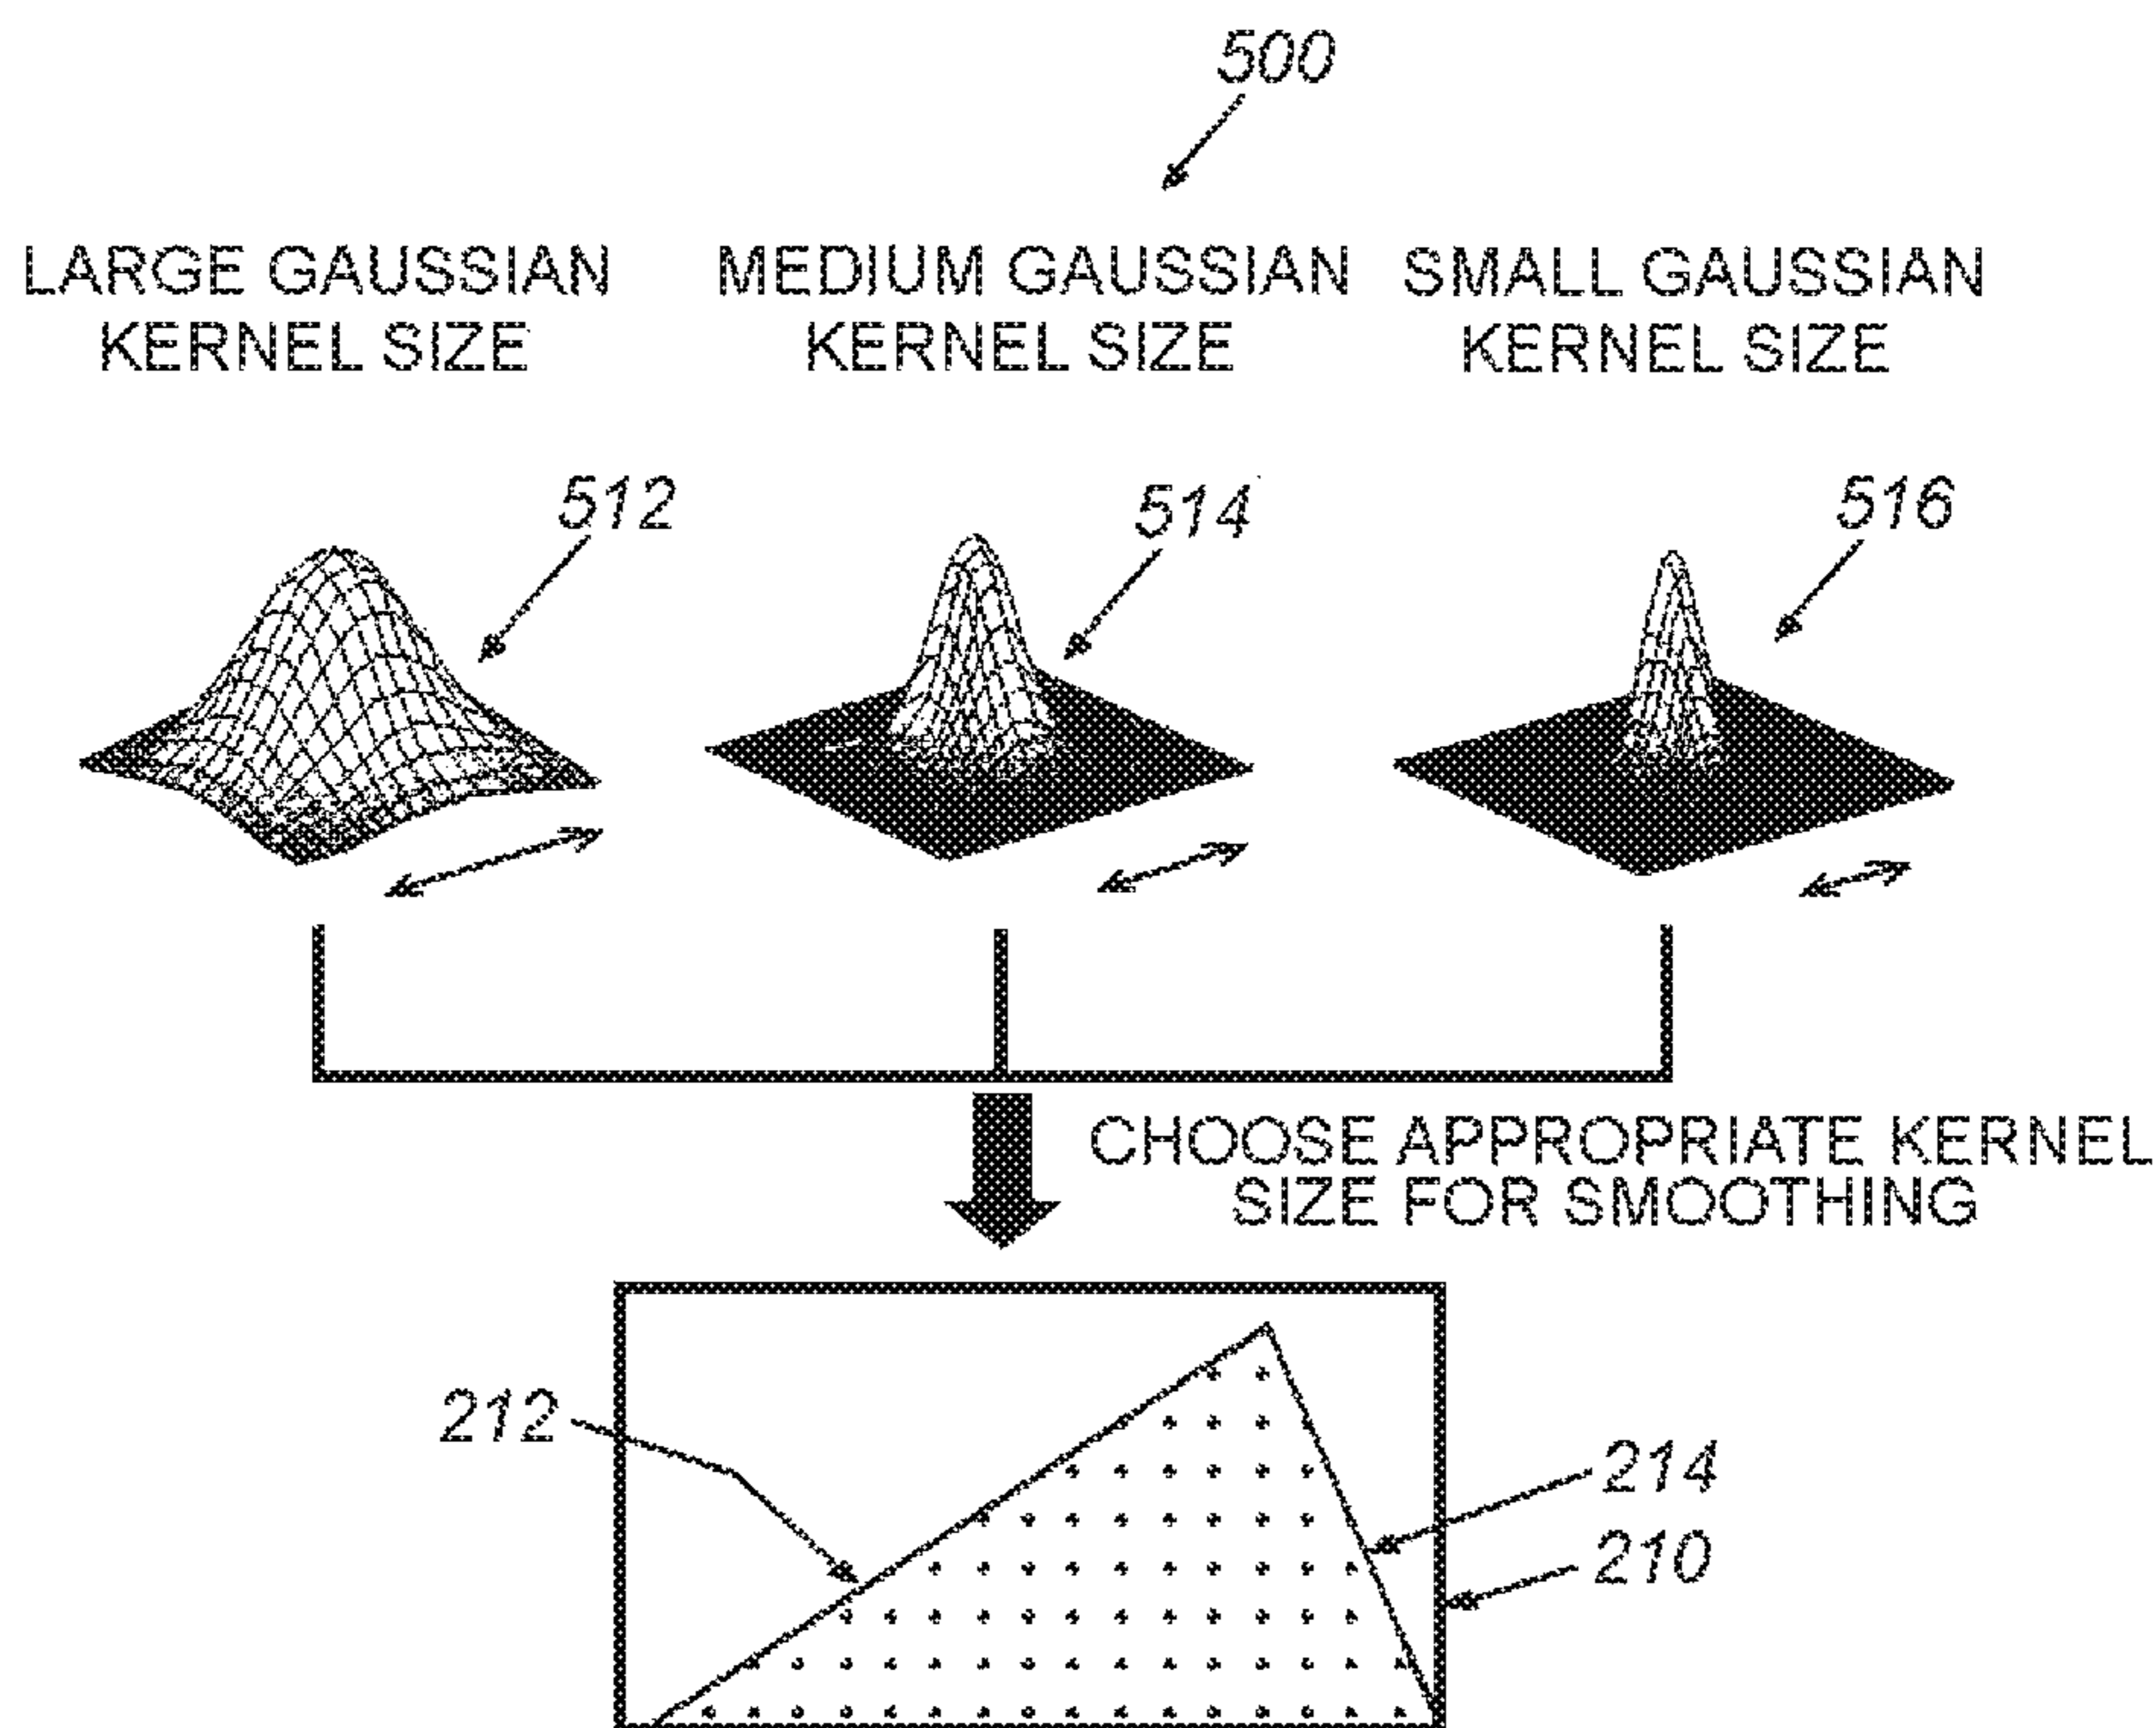 500
LARGE GAUSSIAN
KERNEL SIZE
MEDIUM GAUSSIAN
KERNEL SIZE
SMALL GAUSSIAN
KERNEL SIZE
512
514
516
CHOOSE APPROPRIATE KERNEL
SIZE FOR SMOOTHING
212
214
210